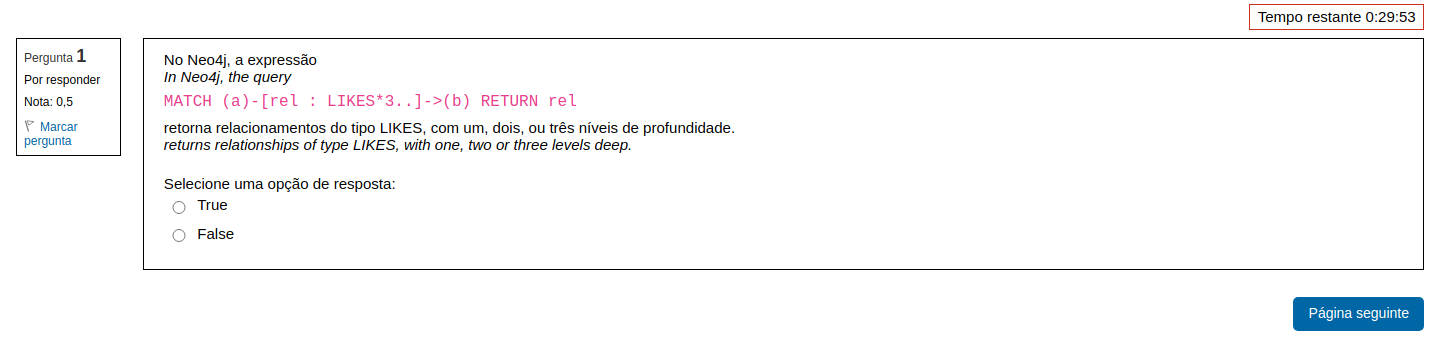 Tempo restante 0:29:53
Pergunta 1
Por responder
Nota: 0,5
Marcar
pergunta
No Neo4j, a expressão
In Neo4j, the query
MATCH (a)-[rel : LIKES*3..]->(b) RETURN rel
retorna relacionamentos do tipo LIKES, com um, dois, ou três níveis de profundidade.
returns relationships of type LIKES, with one, two or three levels deep.
Selecione uma opção de resposta:
True
False
Página seguinte